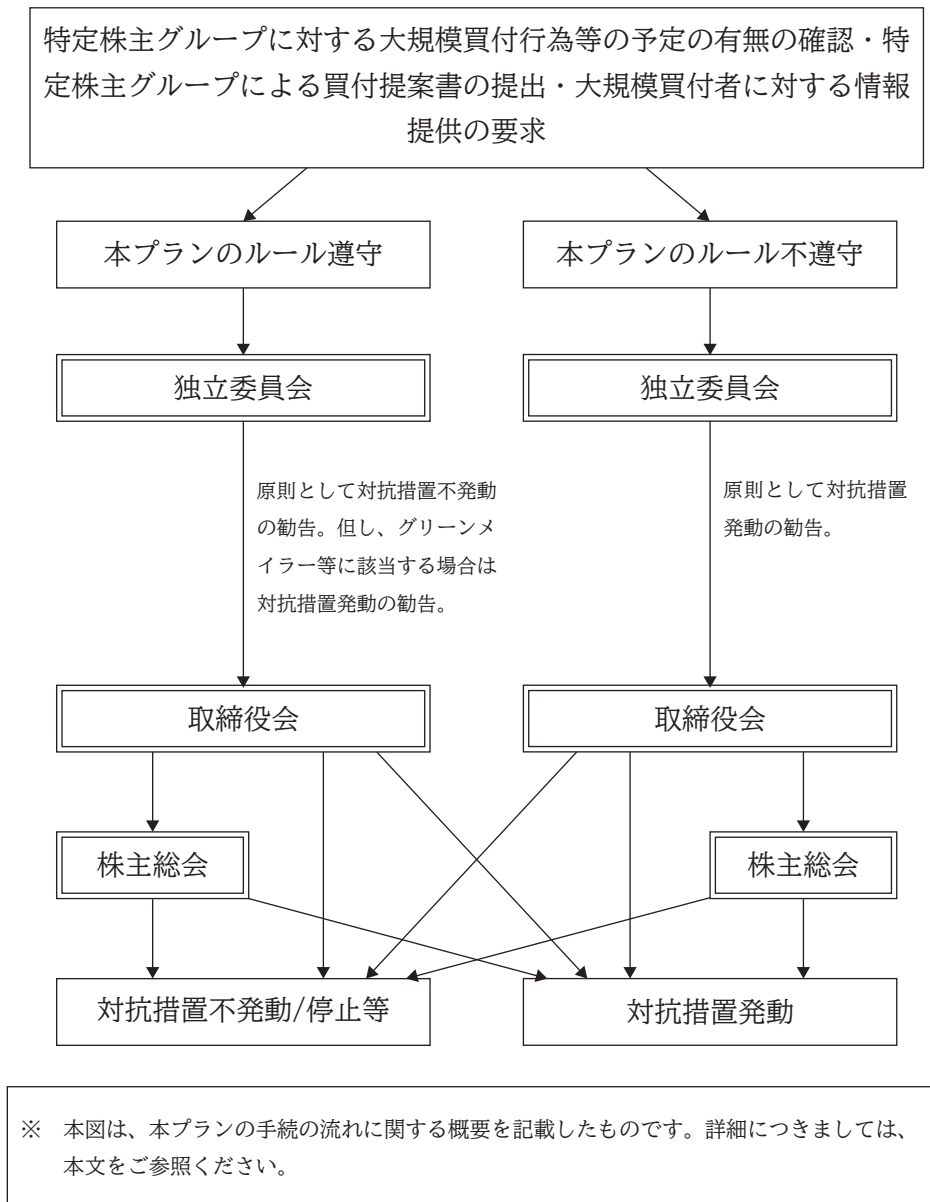 特定株主グループに対する大規模買付行為等の予定の有無の確認・特
定株主グループによる買付提案書の提出・大規模買付者に対する情報
提供の要求
本プランのルール遵守
本プランのルール不遵守
独立委員会
独立委員会
原則として対抗措置不発動
の勧告。但し、グリーンメ
イラー等に該当する場合は
対抗措置発動の勧告。
原則として対抗措置
発動の勧告。
取締役会
取締役会
株主総会
株主総会
対抗措置不発動/停止等
対抗措置発動
※ 本図は、本プランの手続の流れに関する概要を記載したものです。詳細につきましては、
本文をご参照ください。